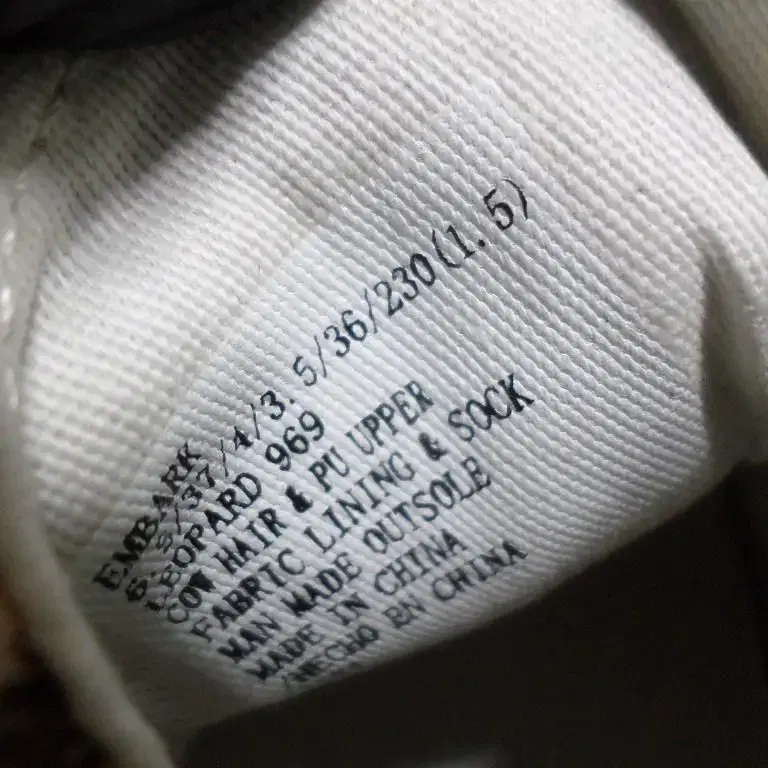 EMBARK
6.5/37/4/3.5/36/230(1.5)
LEOPARD 969
COW HAIR & PU UPPER
FABRIC LINING & SOCK
MAN MADE OUTSOLE
MADE IN CHINA
/HECHO EN CHINA